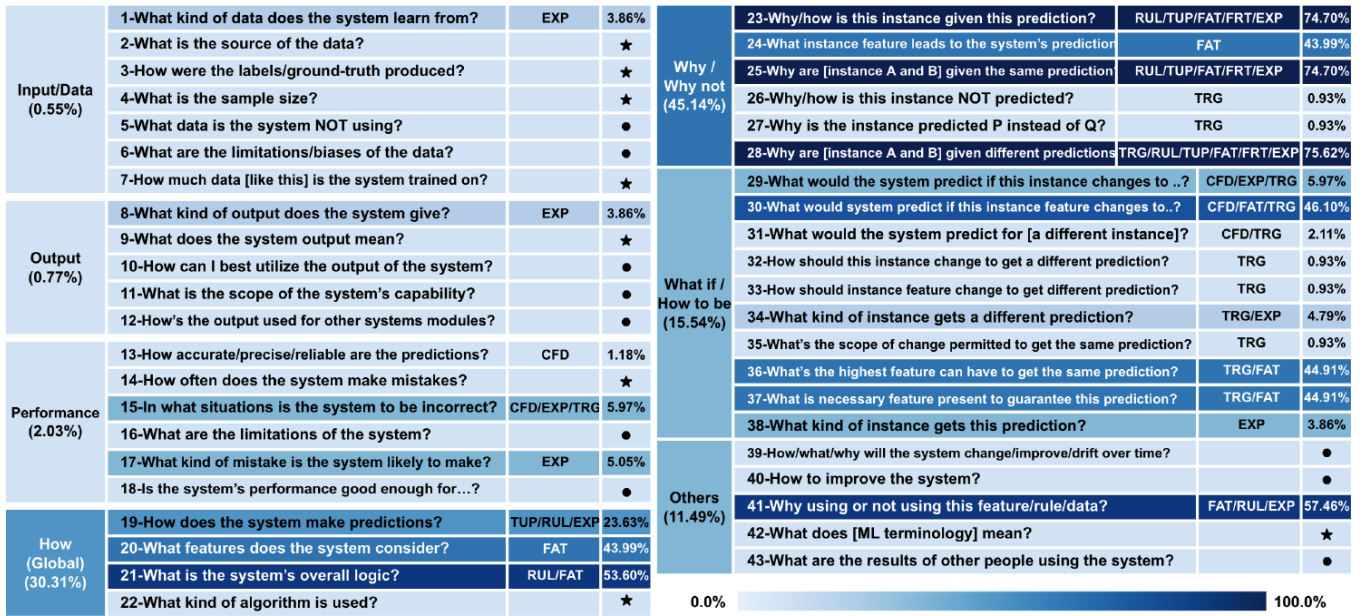 Input/Data
(0.55%)
1-What kind of data does the system learn from? EXP 3.86%
2-What is the source of the data? ★
3-How were the labels/ground-truth produced? ★
4-What is the sample size? ★
5-What data is the system NOT using? ●
6-What are the limitations/biases of the data? ●
7-How much data [like this] is the system trained on? ★
Output
(0.77%)
8-What kind of output does the system give? EXP 3.86%
9-What does the system output mean? ★
10-How can I best utilize the output of the system? ●
11-What is the scope of the system's capability? ●
12-How's the output used for other systems modules? ●
Performance
(2.03%)
13-How accurate/precise/reliable are the predictions? CFD 1.18%
14-How often does the system make mistakes? ★
15-In what situations is the system to be incorrect? CFD/EXP/TRG 5.97%
16-What are the limitations of the system? ●
17-What kind of mistake is the system likely to make? EXP 5.05%
18-Is the system's performance good enough for…? ●
How
(Global)
(30.31%)
19-How does the system make predictions? TUP/RUL/EXP 23.63%
20-What features does the system consider? FAT 43.99%
21-What is the system's overall logic? RUL/FAT 53.60%
22-What kind of algorithm is used? ★
Why /
Why not
(45.14%)
23-Why/how is this instance given this prediction? RUL/TUP/FAT/FRT/EXP 74.70%
24-What instance feature leads to the system's prediction FAT 43.99%
25-Why are [instance A and B] given the same prediction? RUL/TUP/FAT/FRT/EXP 74.70%
26-Why/how is this instance NOT predicted? TRG 0.93%
27-Why is the instance predicted P instead of Q? TRG 0.93%
28-Why are [instance A and B] given different predictions TRG/RUL/TUP/FAT/FRT/EXP 75.62%
What if /
How to be
(15.54%)
29-What would the system predict if this instance changes to ..? CFD/EXP/TRG 5.97%
30-What would system predict if this instance feature changes to..? CFD/FAT/TRG 46.10%
31-What would the system predict for [a different instance]? CFD/TRG 2.11%
32-How should this instance change to get a different prediction? TRG 0.93%
33-How should instance feature change to get different prediction? TRG 0.93%
34-What kind of instance gets a different prediction? TRG/EXP 4.79%
35-What's the scope of change permitted to get the same prediction? TRG 0.93%
36-What's the highest feature can have to get the same prediction? TRG/FAT 44.91%
37-What is necessary feature present to guarantee this prediction? TRG/FAT 44.91%
38-What kind of instance gets this prediction? EXP 3.86%
Others
(11.49%)
39-How/what/why will the system change/improve/drift over time? ●
40-How to improve the system? ●
41-Why using or not using this feature/rule/data? FAT/RUL/EXP 57.46%
42-What does [ML terminology] mean? ★
43-What are the results of other people using the system? ●
0.0% 100.0%